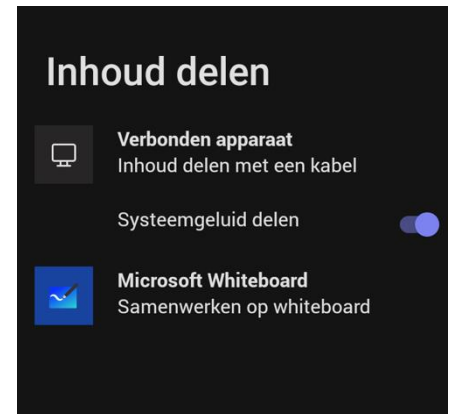 Inhoud delen
Verbonden apparaat
Inhoud delen met een kabel
Systeemgeluid delen
Microsoft Whiteboard
Samenwerken op whiteboard